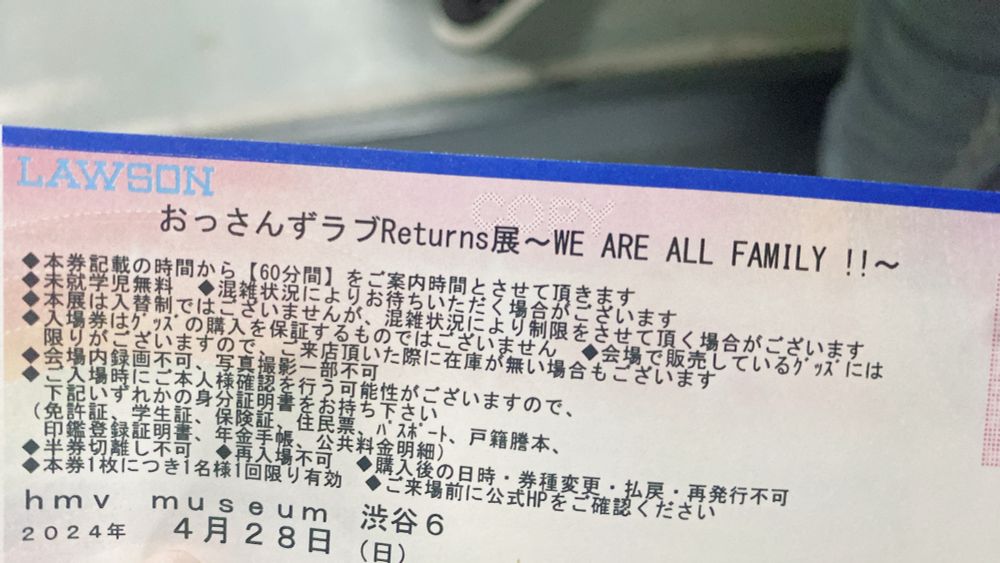 LAWSON
COPY
おっさんずラブReturns展～WE ARE ALL FAMILY !!～
◆本券記載の時間から【60分間】をご案内時間とさせて頂きます
◆未就学児無料　◆混雑状況によりお待ちいただく場合がございます
◆本展は入替制ではございませんが、混雑状況により制限をさせて頂く場合がございます
◆入場券はｸﾞｯｽﾞの購入を保証するものではございません　◆会場で販売しているｸﾞｯｽﾞには
限りがございますので、ご来店頂いた際に在庫が無い場合もございます
◆会場内録画不可、写真撮影一部不可
◆ご入場時にご本人様確認を行う可能性がございますので、
下記いずれかの身分証明書をお持ち下さい
（免許証、学生証、保険証、住民票、ﾊﾟｽﾎﾟｰﾄ、戸籍謄本、
印鑑登録証明書、年金手帳、公共料金明細）
◆半券切離し不可　◆再入場不可　◆購入後の日時・券種変更・払戻・再発行不可
◆本券1枚につき1名様1回限り有効　◆ご来場前に公式HPをご確認ください
ｈｍｖ　ｍｕｓｅｕｍ　渋谷６
２０２４年　４月２８日　（日）